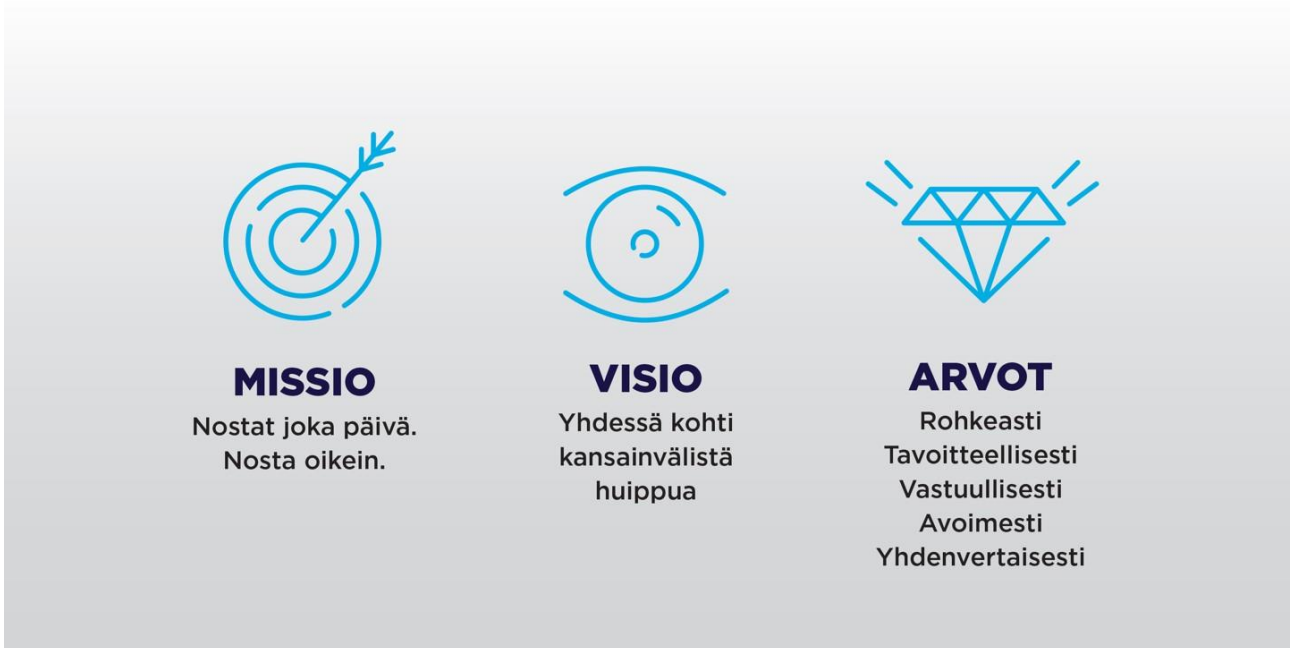 MISSIO
Nostat joka päivä.
Nosta oikein.
VISIO
Yhdessä kohti
kansainvälistä
huippua
ARVOT
Rohkeasti
Tavoitteellisesti
Vastuullisesti
Avoimesti
Yhdenvertaisesti